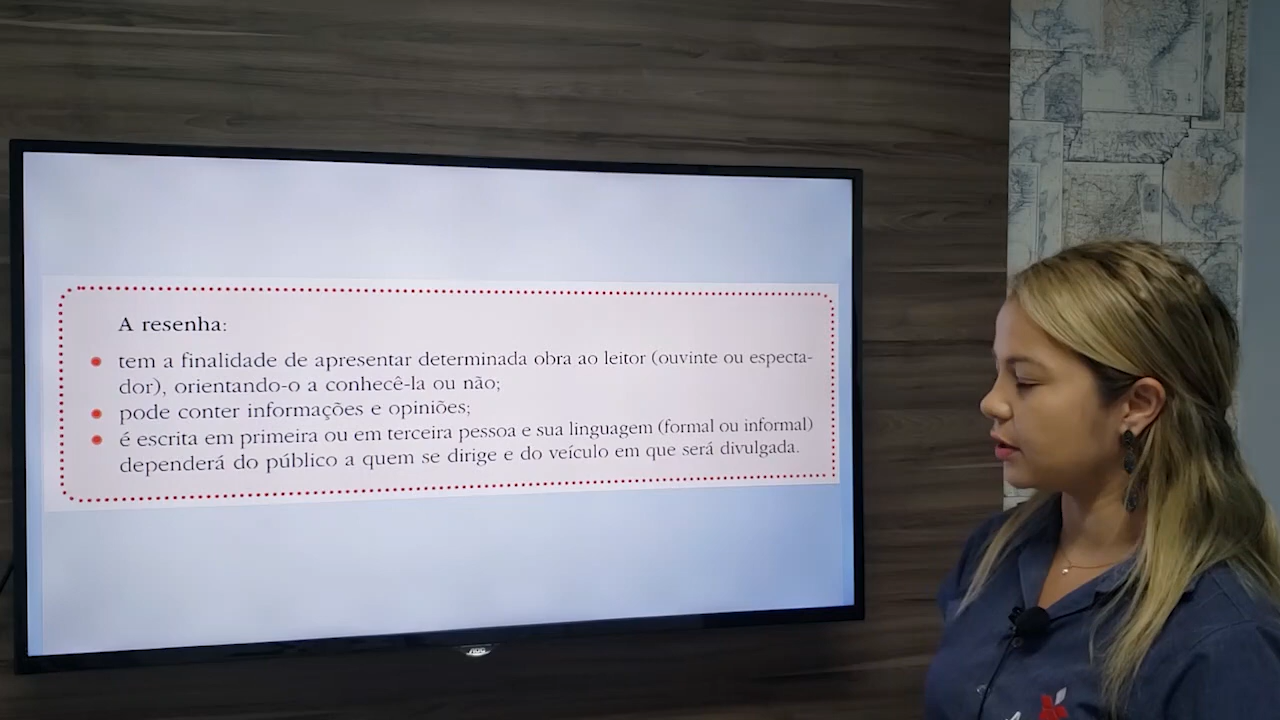 A resenha:
tem a finalidade de apresentar determinada obra ao leitor (ouvinte ou especta-
dor), orientando-o a conhecê-la ou não;
pode conter informações e opiniões;
é escrita em primeira ou em terceira pessoa e sua linguagem (formal ou informal)
dependerá do público a quem se dirige e do veículo em que será divulgada.
AOC